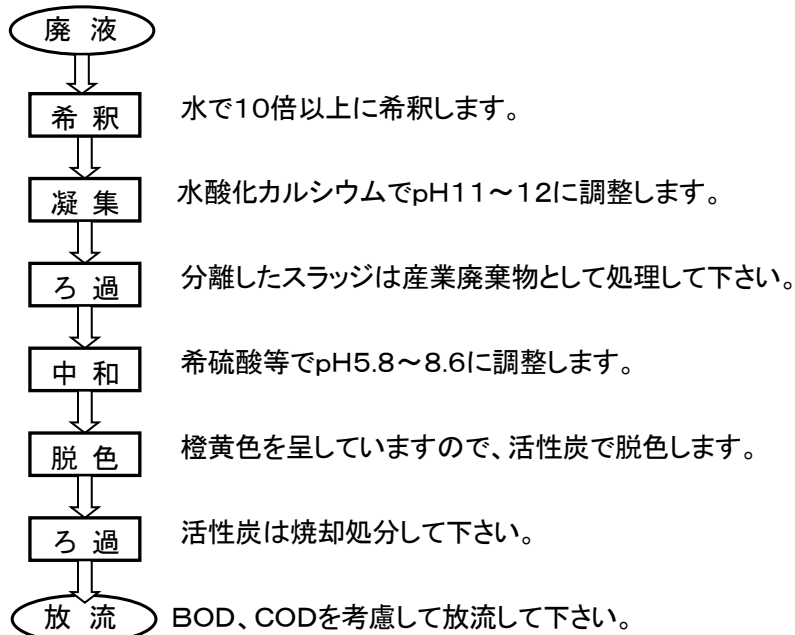 廃 液
希 釈 水で10倍以上に希釈します。
凝 集 水酸化カルシウムでpH11～12に調整します。
ろ 過 分離したスラッジは産業廃棄物として処理して下さい。
中 和 希硫酸等でpH5.8～8.6に調整します。
脱 色 橙黄色を呈していますので、活性炭で脱色します。
ろ 過 活性炭は焼却処分して下さい。
放 流 BOD、CODを考慮して放流して下さい。